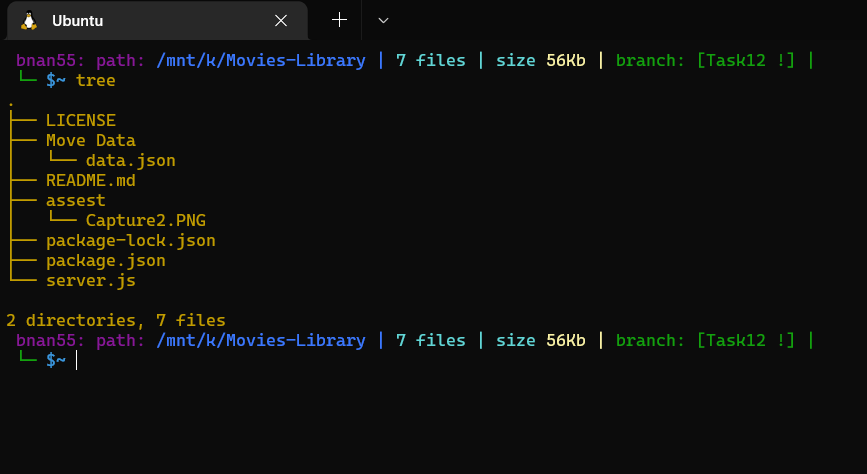 Ubuntu
bnan55: path: /mnt/k/Movies-Library | 7 files | size 56Kb | branch: [Task12 !] |
└─ $~ tree
.
├── LICENSE
├── Move Data
│   └── data.json
├── README.md
├── assest
│   └── Capture2.PNG
├── package-lock.json
├── package.json
└── server.js
2 directories, 7 files
bnan55: path: /mnt/k/Movies-Library | 7 files | size 56Kb | branch: [Task12 !] |
└─ $~